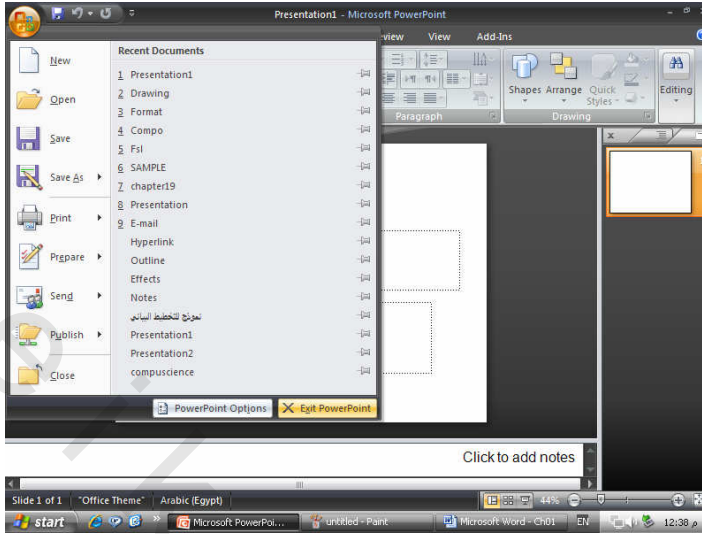 Presentation1 - Microsoft PowerPoint
View
Add-Ins
New
Open
Save
Save As
Print
Prepare
Send
Publish
Close
Recent Documents
1 Presentation1
2 Drawing
3 Format
4 Compo
5 Fsl
6 SAMPLE
7 chapter19
8 Presentation
9 E-mail
Hyperlink
Outline
Effects
Notes
نموذج للتخطيط البياني
Presentation1
Presentation2
compuscience
PowerPoint Options
Exit PowerPoint
Paragraph
Shapes
Arrange
Quick
Styles
Editing
Drawing
Click to add notes
Slide 1 of 1
"Office Theme"
Arabic (Egypt)
44%
start
Microsoft PowerPoi...
untitled - Paint
Microsoft Word - Ch01
EN
12:38 م